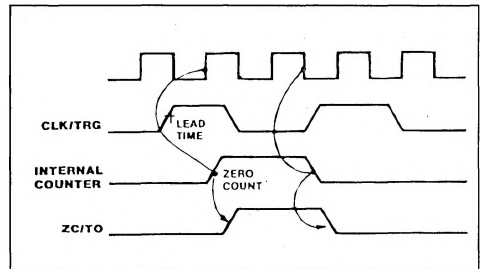 CLK/TRG
LEAD
TIME
INTERNAL
COUNTER
ZERO
COUNT
ZC/TO